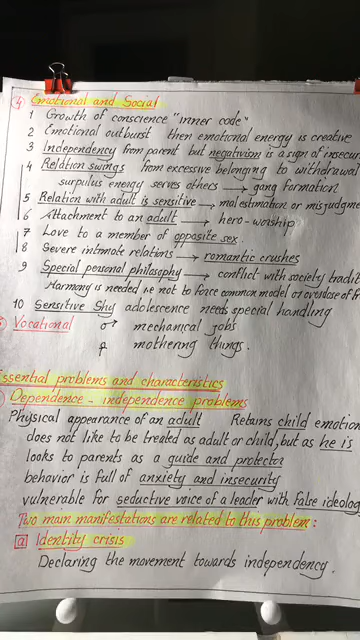 ④ Emotional and Social
1 Growth of conscience "inner code"
2 Emotional outburst then emotional energy is creative
3 Independency from parent but negativism is a sign of insecur
4 Relation swings from excessive belonging to withdrawal
surpulus energy serves others → gang formation
5 Relation with adult is sensitive → malestimation or misjudgme
6 Attachment to an adult → hero-worship
7 Love to a member of opposite sex.
8 Severe intimate relations → romantic crushes
9 Special personal philosophy → conflict with society traditi
Harmony is needed ie not to force common model or overdose of fr
10 Sensitive Shy adolescence needs special handling
Vocational ♂ mechanical jobs
♀ mothering things.
Essential problems and characteristics
Dependence - independence problems
Physical appearance of an adult Retains child emotion
does not like to be treated as adult or child, but as he is
looks to parents as a guide and protector
behavior is full of anxiety and insecurity
vulnerable for seductive voice of a leader with false ideolog
Two main manifestations are related to this problem:
a Identity crisis
Declaring the movement towards independency.